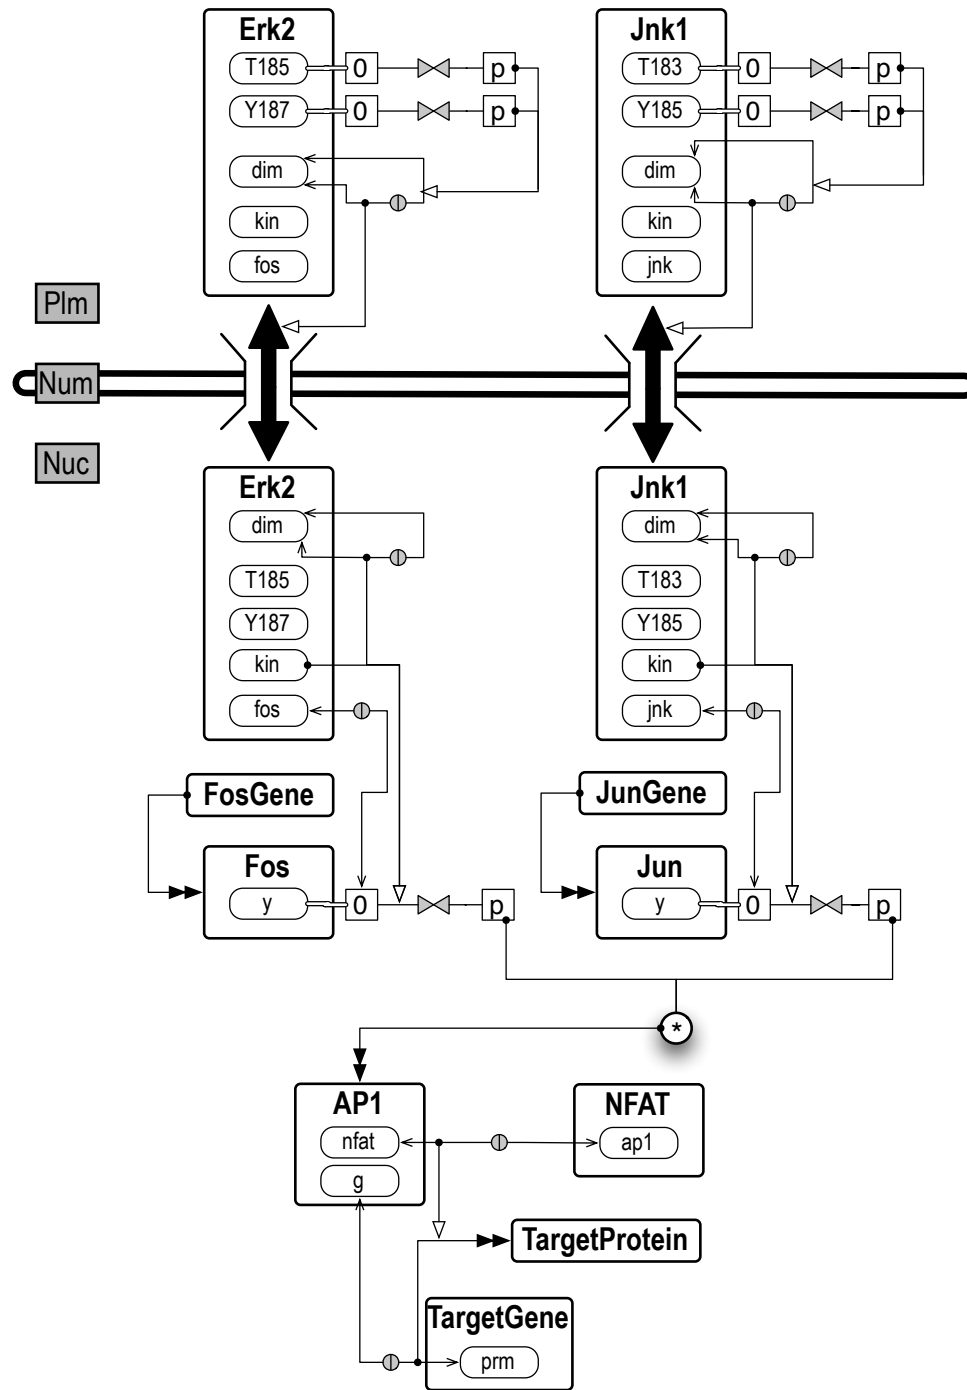 Erk2 Jnk1
T185 0 p T183 0 p
Y187 0 p Y185 0 p
dim dim
kin kin
fos jnk
Plm
Num
Nuc
Erk2 Jnk1
dim dim
T185 T183
Y187 Y185
kin kin
fos jnk
FosGene JunGene
Fos Jun
y 0 p y 0 p
*
AP1 NFAT
nfat ap1
g
TargetProtein
TargetGene
prm